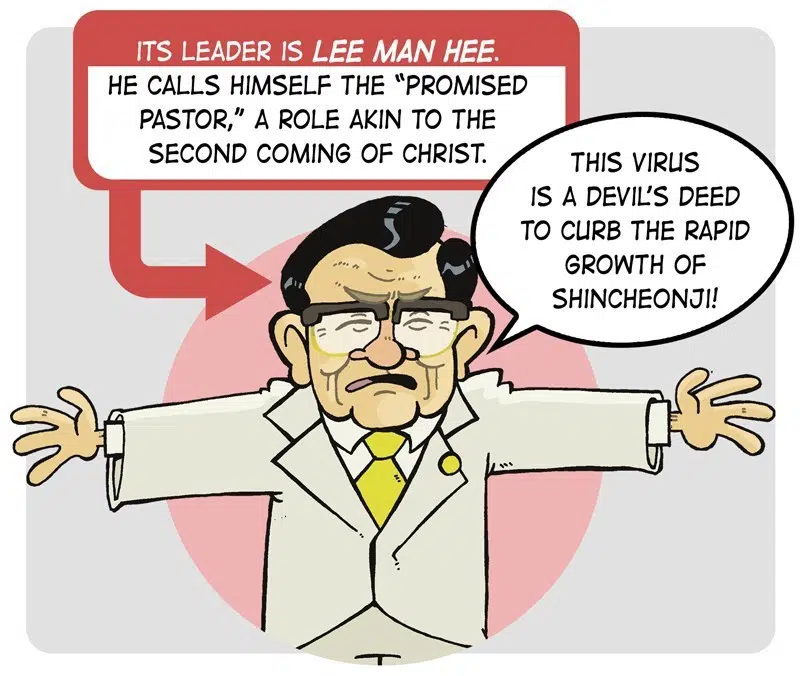 ITS LEADER IS LEE MAN HEE.
HE CALLS HIMSELF THE “PROMISED
PASTOR,” A ROLE AKIN TO THE
SECOND COMING OF CHRIST.
THIS VIRUS
IS A DEVIL’S DEED
TO CURB THE RAPID
GROWTH OF
SHINCHEONJI!